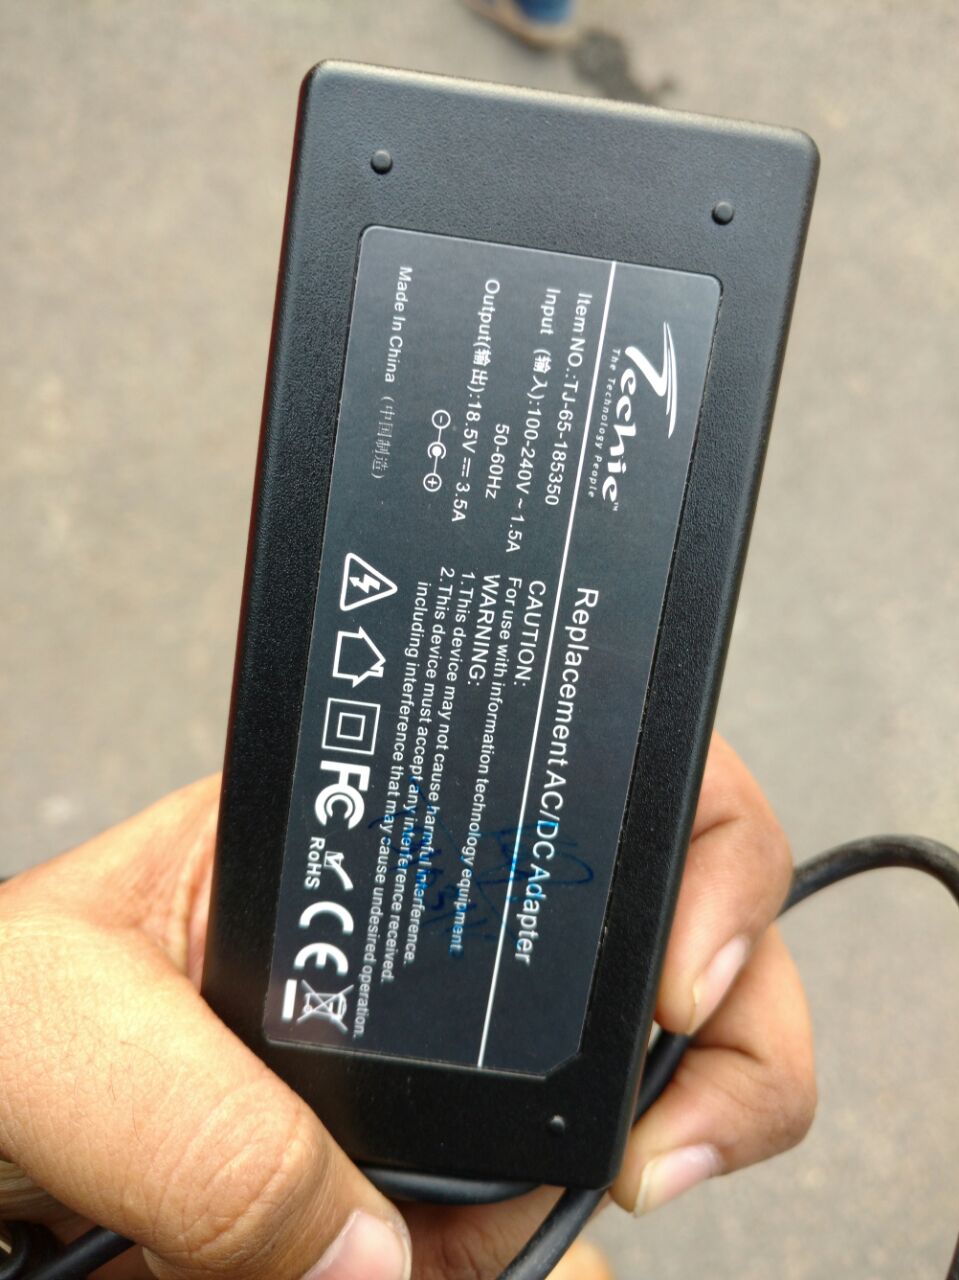 Techie™
The Technology People
Replacement AC/DC Adapter
Item NO.:TJ-65-185350
Input (输入):100-240V ~ 1.5A
50-60Hz
Output(输出):18.5V ⎓ 3.5A
Made In China (中国制造)
CAUTION:
For use with information technology equipment.
WARNING:
1.This device may not cause harmful interference.
2.This device must accept any interference received.
including interference that may cause undesired operation.
FC
RoHS
CE